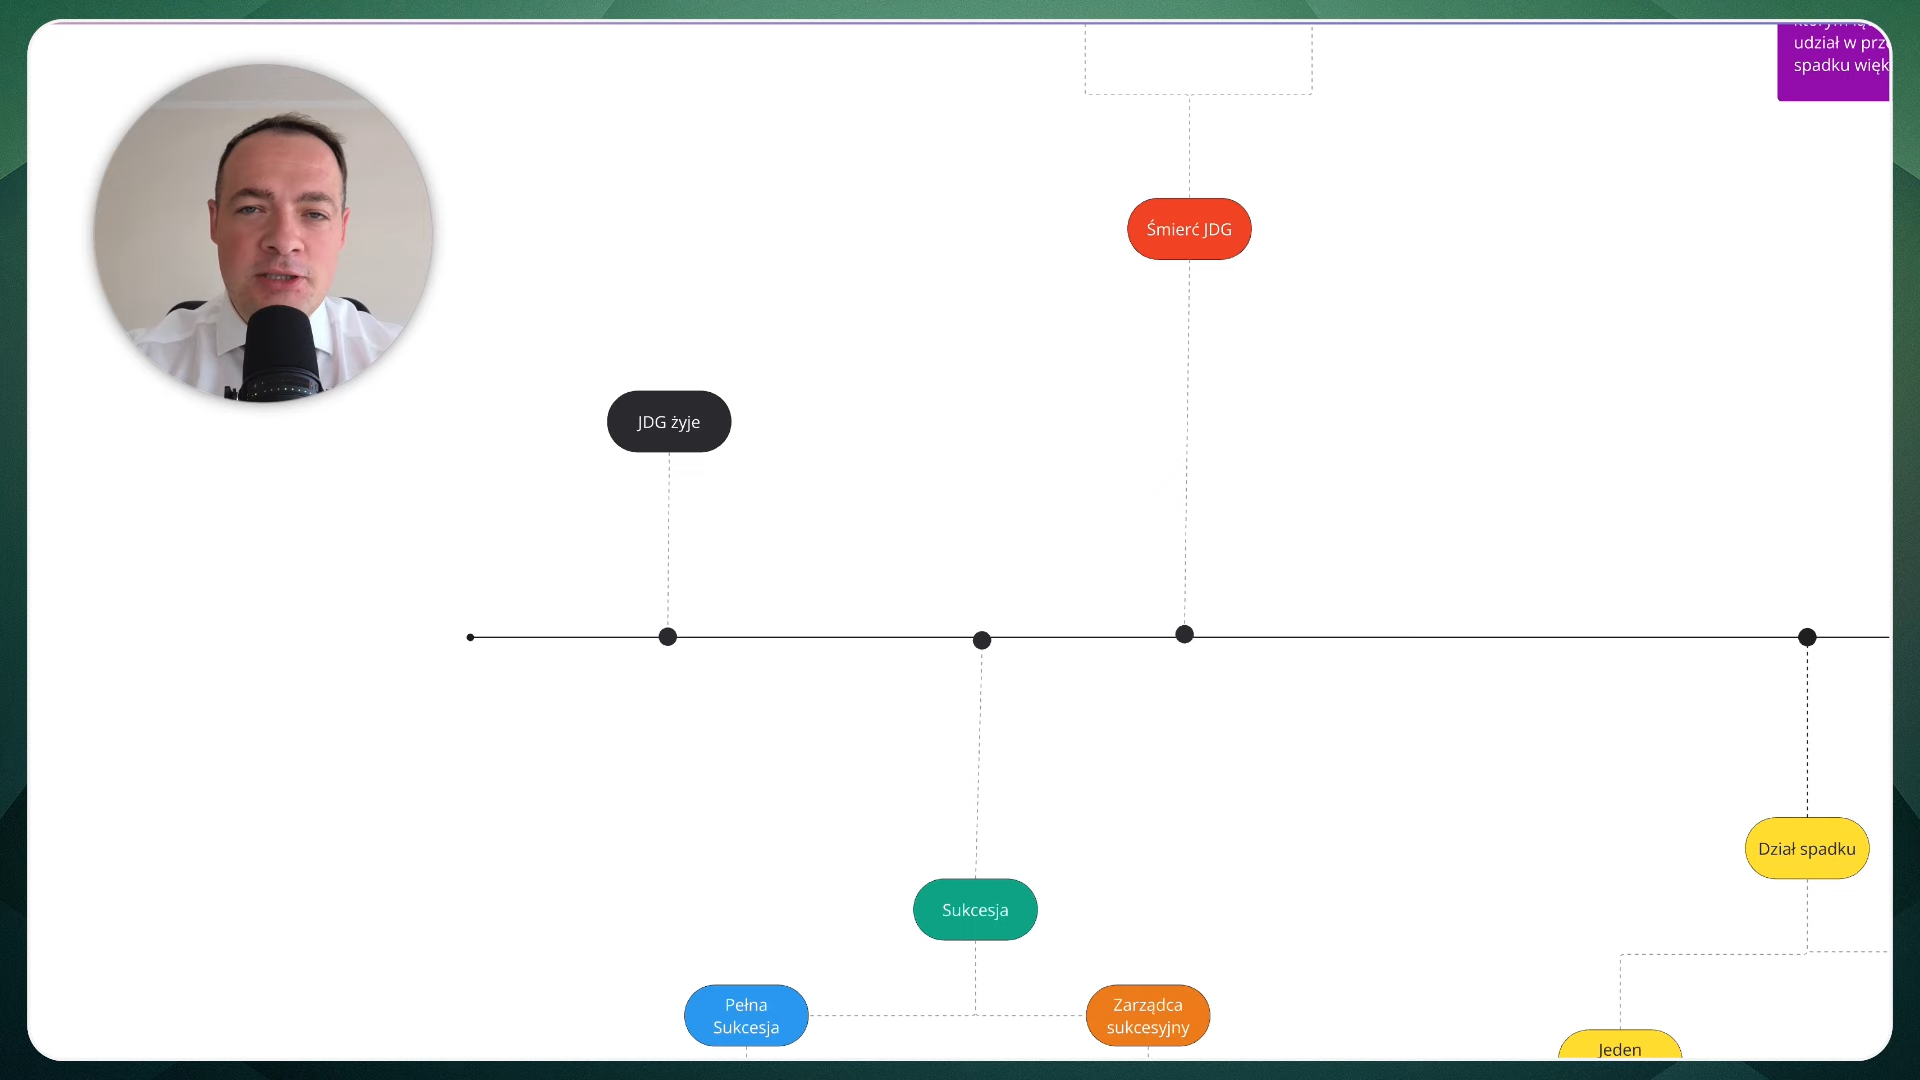 udział w prz
spadku więk
Śmierć JDG
JDG żyje
Dział spadku
Sukcesja
Pełna
Sukcesja
Zarządca
sukcesyjny
Jeden